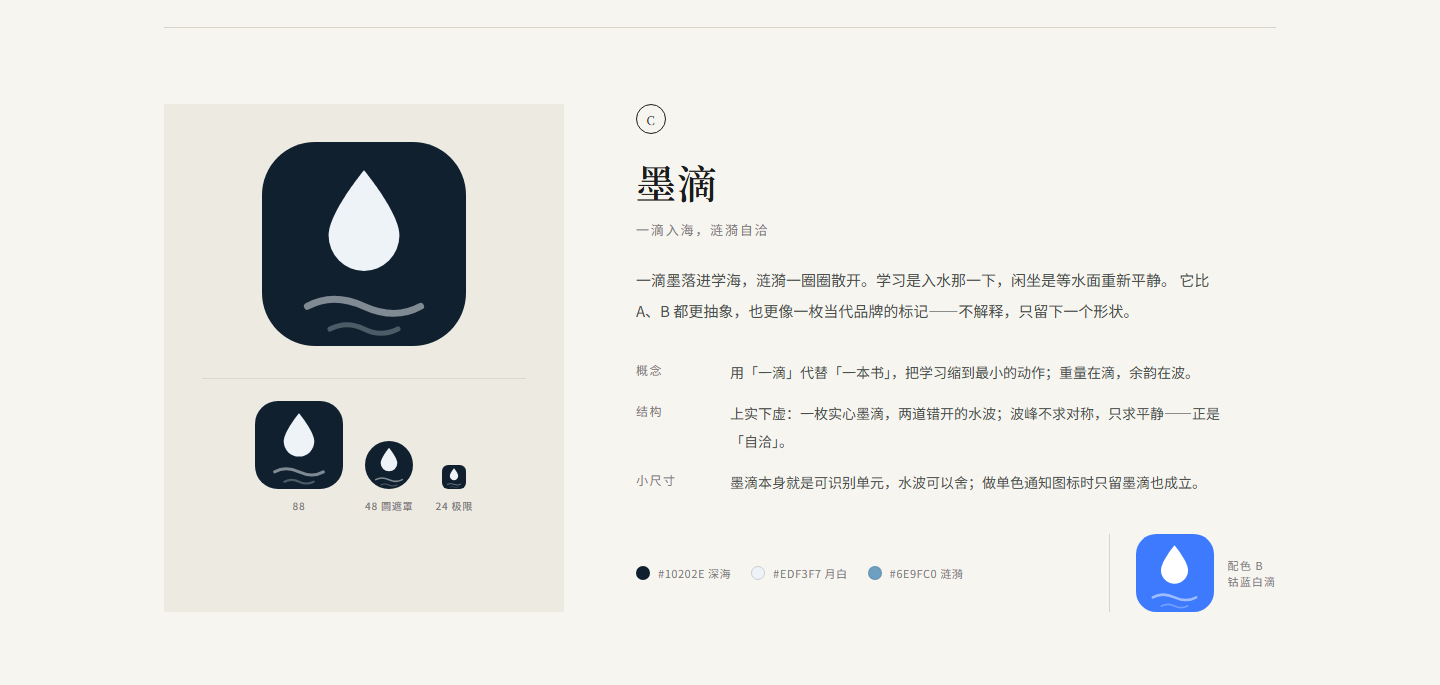 C
墨滴
一滴入海，涟漪自洽
一滴墨落进学海，涟漪一圈圈散开。学习是入水那一下，闲坐是等水面重新平静。 它比
A、B 都更抽象，也更像一枚当代品牌的标记——不解释，只留下一个形状。
概念
用「一滴」代替「一本书」，把学习缩到最小的动作；重量在滴，余韵在波。
结构
上实下虚：一枚实心墨滴，两道错开的水波；波峰不求对称，只求平静——正是
「自洽」。
小尺寸
墨滴本身就是可识别单元，水波可以舍；做单色通知图标时只留墨滴也成立。
88
48 圆遮罩
24 极限
#10202E 深海
#EDF3F7 月白
#6E9FC0 涟漪
配色 B
钴蓝白滴